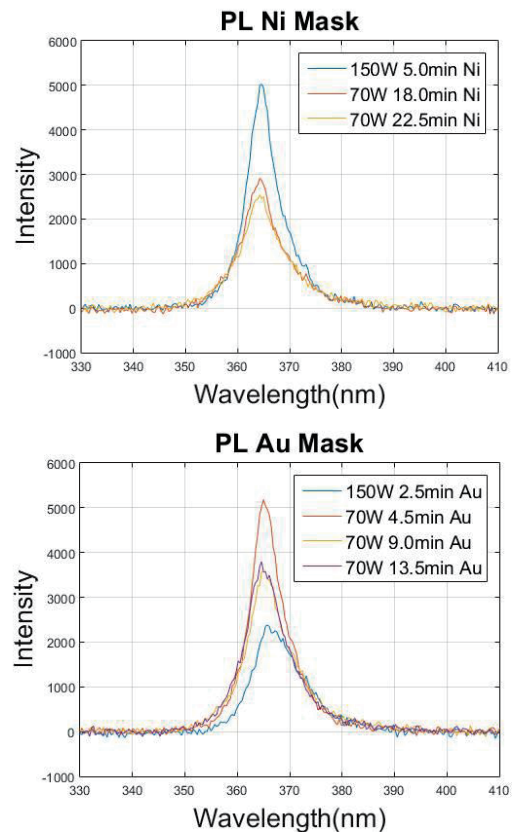 PL Ni Mask
6000
5000
4000
3000
2000
1000
0
-1000
Intensity
150W 5.0min Ni
70W 18.0min Ni
70W 22.5min Ni
330 340 350 360 370 380 390 400 410
Wavelength(nm)
PL Au Mask
6000
5000
4000
3000
2000
1000
0
-1000
Intensity
150W 2.5min Au
70W 4.5min Au
70W 9.0min Au
70W 13.5min Au
330 340 350 360 370 380 390 400 410
Wavelength(nm)